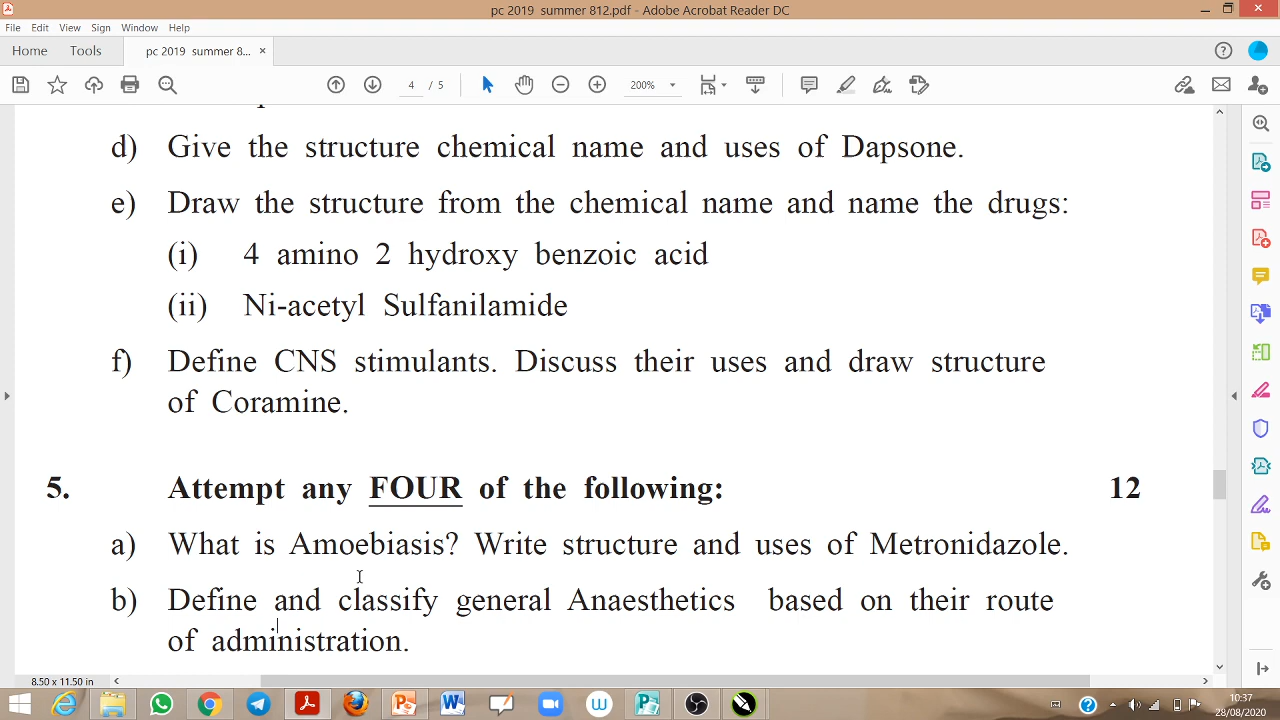 pc 2019 summer 812.pdf - Adobe Acrobat Reader DC
File Edit View Sign Window Help
Home Tools pc 2019 summer 8... ×
4 / 5 200%
d) Give the structure chemical name and uses of Dapsone.
e) Draw the structure from the chemical name and name the drugs:
(i) 4 amino 2 hydroxy benzoic acid
(ii) Ni-acetyl Sulfanilamide
f) Define CNS stimulants. Discuss their uses and draw structure
of Coramine.
5. Attempt any FOUR of the following: 12
a) What is Amoebiasis? Write structure and uses of Metronidazole.
b) Define and classify general Anaesthetics based on their route
of administration.
8.50 x 11.50 in
10:37
28/08/2020